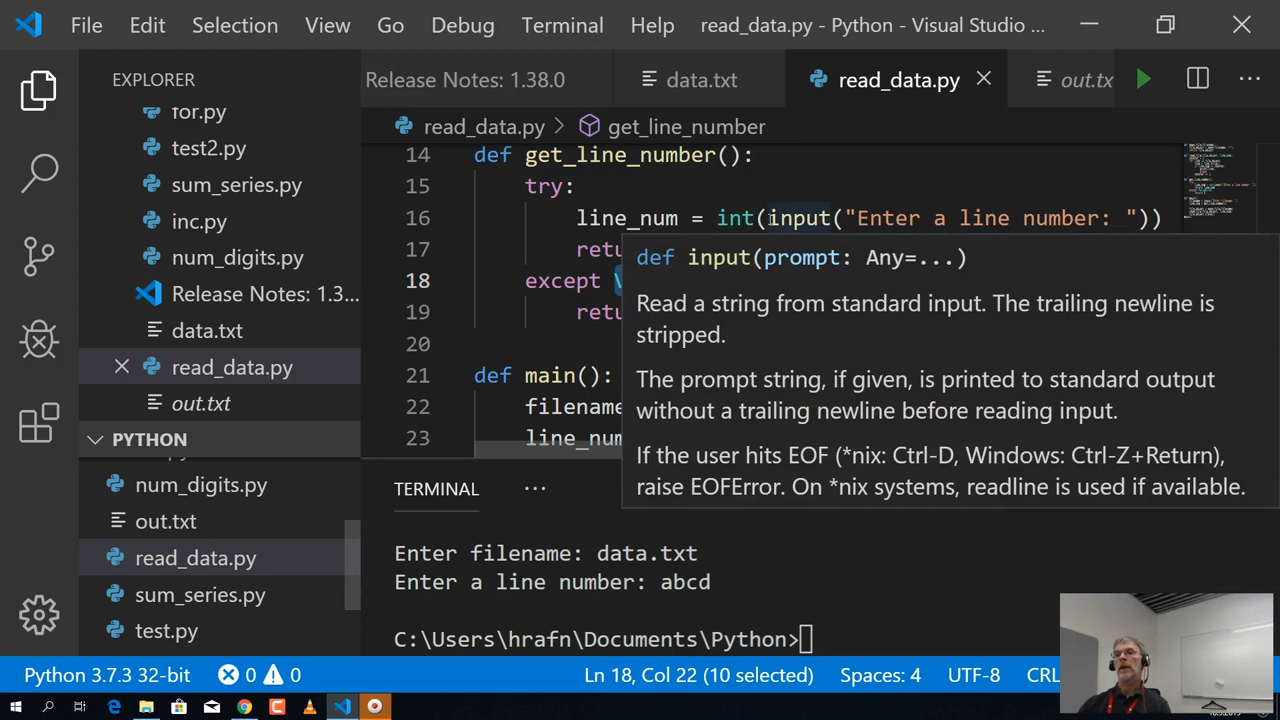 File Edit Selection View Go Debug Terminal Help read_data.py - Python - Visual Studio ...
EXPLORER
for.py
test2.py
sum_series.py
inc.py
num_digits.py
Release Notes: 1.3...
data.txt
read_data.py
out.txt
PYTHON
num_digits.py
out.txt
read_data.py
sum_series.py
test.py
Release Notes: 1.38.0 data.txt read_data.py out.tx
read_data.py > get_line_number
14 def get_line_number():
15 try:
16 line_num = int(input("Enter a line number: "))
17 retu
18 except
19 retu
20
21 def main():
22 filename
23 line_num
def input(prompt: Any=...)
Read a string from standard input. The trailing newline is
stripped.
The prompt string, if given, is printed to standard output
without a trailing newline before reading input.
If the user hits EOF (*nix: Ctrl-D, Windows: Ctrl-Z+Return),
raise EOFError. On *nix systems, readline is used if available.
TERMINAL ...
Enter filename: data.txt
Enter a line number: abcd
C:\Users\hrafn\Documents\Python>
Python 3.7.3 32-bit 0 0 Ln 18, Col 22 (10 selected) Spaces: 4 UTF-8 CRL